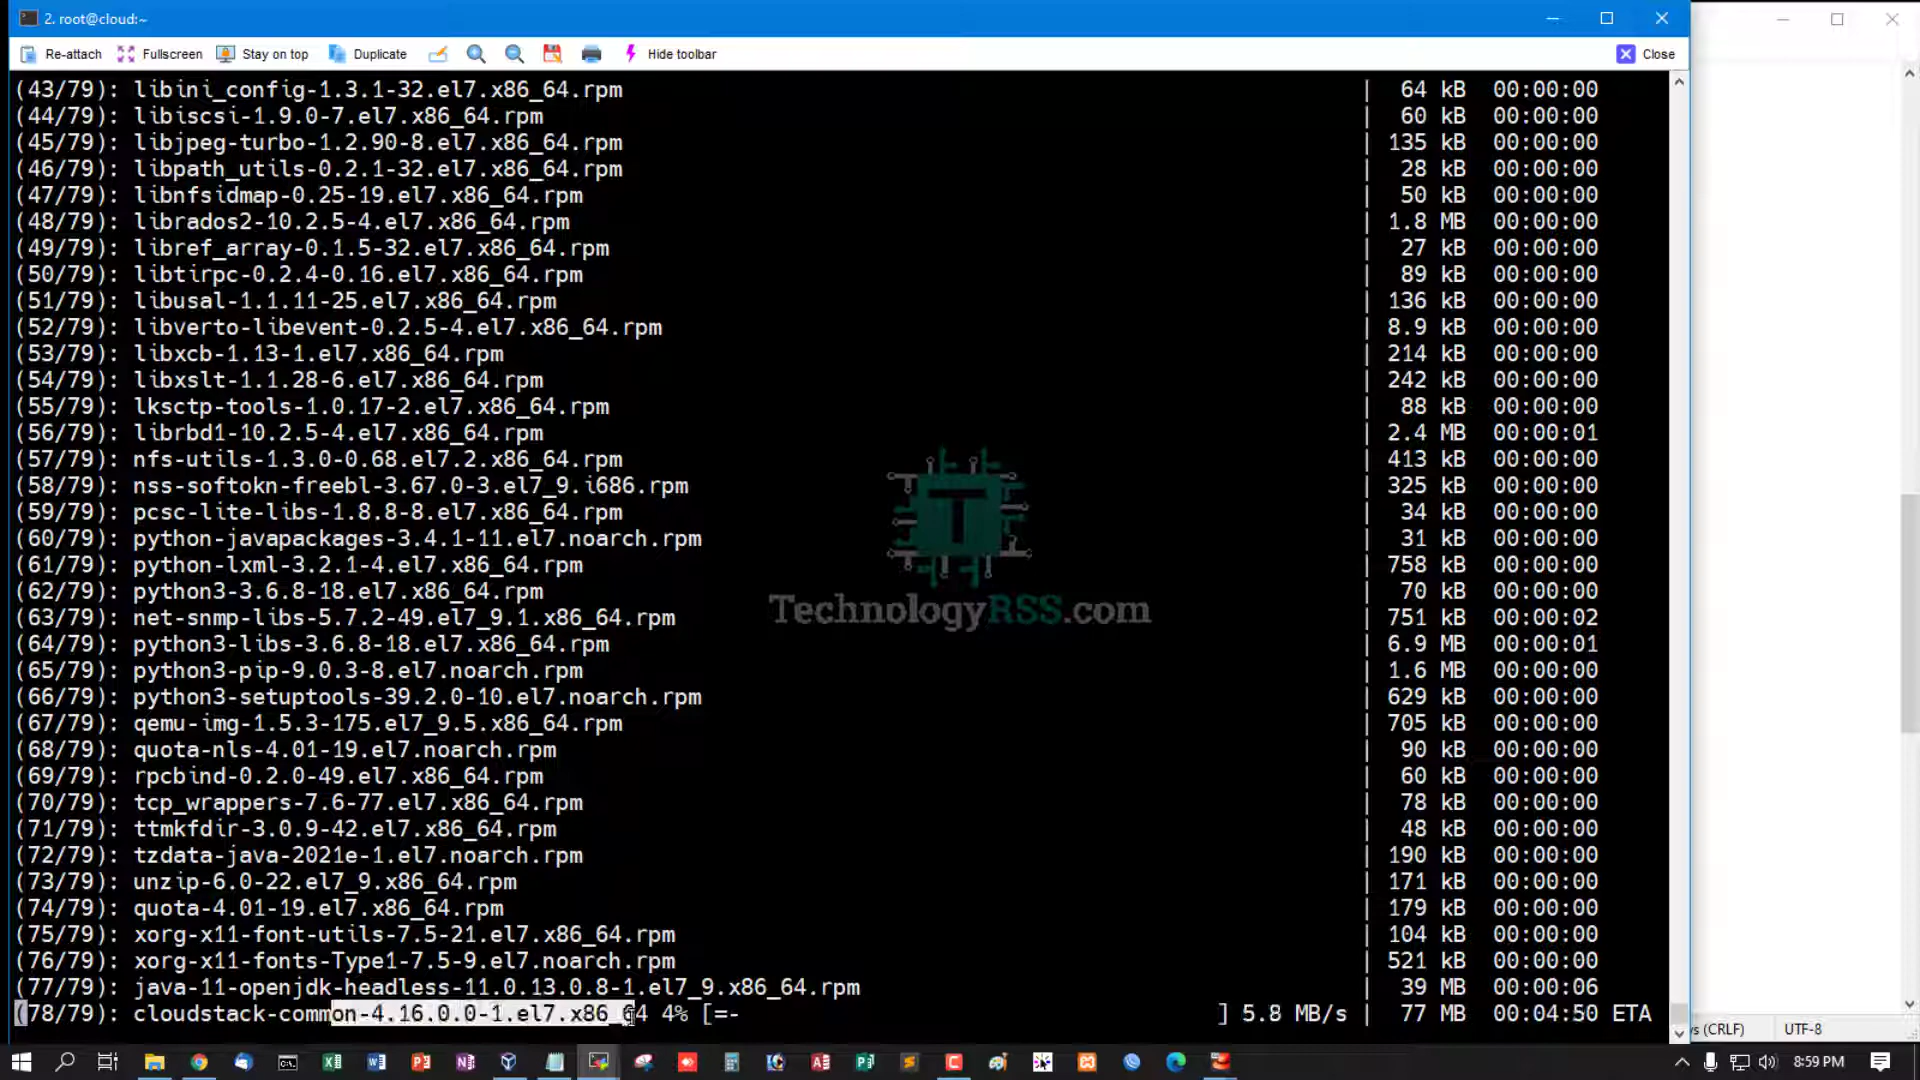 2. root@cloud:~
Re-attach Fullscreen Stay on top Duplicate Hide toolbar Close
(43/79): libini_config-1.3.1-32.el7.x86_64.rpm | 64 kB 00:00:00
(44/79): libiscsi-1.9.0-7.el7.x86_64.rpm | 60 kB 00:00:00
(45/79): libjpeg-turbo-1.2.90-8.el7.x86_64.rpm | 135 kB 00:00:00
(46/79): libpath_utils-0.2.1-32.el7.x86_64.rpm | 28 kB 00:00:00
(47/79): libnfsidmap-0.25-19.el7.x86_64.rpm | 50 kB 00:00:00
(48/79): librados2-10.2.5-4.el7.x86_64.rpm | 1.8 MB 00:00:00
(49/79): libref_array-0.1.5-32.el7.x86_64.rpm | 27 kB 00:00:00
(50/79): libtirpc-0.2.4-0.16.el7.x86_64.rpm | 89 kB 00:00:00
(51/79): libusal-1.1.11-25.el7.x86_64.rpm | 136 kB 00:00:00
(52/79): libverto-libevent-0.2.5-4.el7.x86_64.rpm | 8.9 kB 00:00:00
(53/79): libxcb-1.13-1.el7.x86_64.rpm | 214 kB 00:00:00
(54/79): libxslt-1.1.28-6.el7.x86_64.rpm | 242 kB 00:00:00
(55/79): lksctp-tools-1.0.17-2.el7.x86_64.rpm | 88 kB 00:00:00
(56/79): librbd1-10.2.5-4.el7.x86_64.rpm | 2.4 MB 00:00:01
(57/79): nfs-utils-1.3.0-0.68.el7.2.x86_64.rpm | 413 kB 00:00:00
(58/79): nss-softokn-freebl-3.67.0-3.el7_9.i686.rpm | 325 kB 00:00:00
(59/79): pcsc-lite-libs-1.8.8-8.el7.x86_64.rpm | 34 kB 00:00:00
(60/79): python-javapackages-3.4.1-11.el7.noarch.rpm | 31 kB 00:00:00
(61/79): python-lxml-3.2.1-4.el7.x86_64.rpm | 758 kB 00:00:00
(62/79): python3-3.6.8-18.el7.x86_64.rpm | 70 kB 00:00:00
(63/79): net-snmp-libs-5.7.2-49.el7_9.1.x86_64.rpm | 751 kB 00:00:02
TechnologyRSS.com
(64/79): python3-libs-3.6.8-18.el7.x86_64.rpm | 6.9 MB 00:00:01
(65/79): python3-pip-9.0.3-8.el7.noarch.rpm | 1.6 MB 00:00:00
(66/79): python3-setuptools-39.2.0-10.el7.noarch.rpm | 629 kB 00:00:00
(67/79): qemu-img-1.5.3-175.el7_9.5.x86_64.rpm | 705 kB 00:00:00
(68/79): quota-nls-4.01-19.el7.noarch.rpm | 90 kB 00:00:00
(69/79): rpcbind-0.2.0-49.el7.x86_64.rpm | 60 kB 00:00:00
(70/79): tcp_wrappers-7.6-77.el7.x86_64.rpm | 78 kB 00:00:00
(71/79): ttmkfdir-3.0.9-42.el7.x86_64.rpm | 48 kB 00:00:00
(72/79): tzdata-java-2021e-1.el7.noarch.rpm | 190 kB 00:00:00
(73/79): unzip-6.0-22.el7_9.x86_64.rpm | 171 kB 00:00:00
(74/79): quota-4.01-19.el7.x86_64.rpm | 179 kB 00:00:00
(75/79): xorg-x11-font-utils-7.5-21.el7.x86_64.rpm | 104 kB 00:00:00
(76/79): xorg-x11-fonts-Type1-7.5-9.el7.noarch.rpm | 521 kB 00:00:00
(77/79): java-11-openjdk-headless-11.0.13.0.8-1.el7_9.x86_64.rpm | 39 MB 00:00:06
(78/79): cloudstack-common-4.16.0.0-1.el7.x86_64 4% [=- ] 5.8 MB/s | 77 MB 00:04:50 ETA
(CRLF) UTF-8
8:59 PM